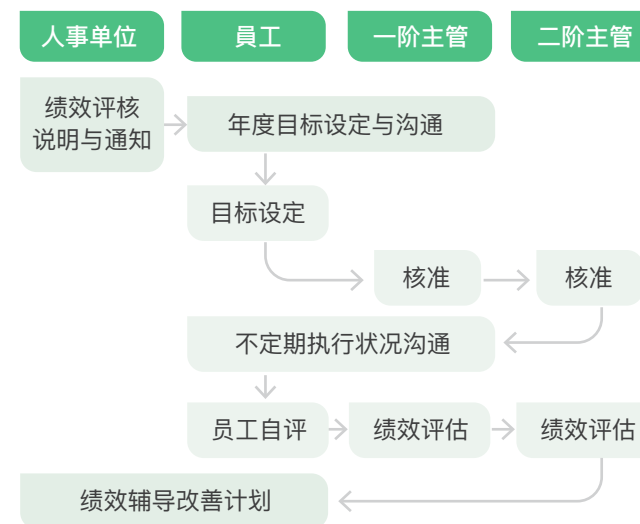 人事单位
員工
一阶主管
二阶主管
绩效评核
说明与通知
年度目标设定与沟通
目标设定
核准
核准
不定期执行状况沟通
员工自评
绩效评估
绩效评估
绩效辅导改善计划